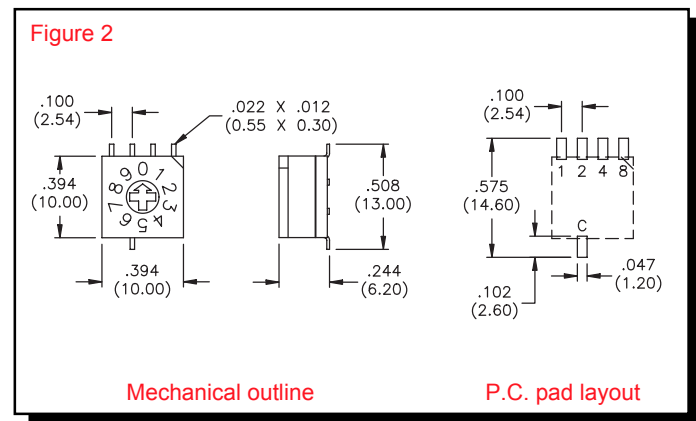 Figure 2
.100
(2.54)
.022 X .012
(0.55 X 0.30)
.394
(10.00)
0 1 2 3 4 5 6 7 8 9
.394
(10.00)
.508
(13.00)
.244
(6.20)
.100
(2.54)
.575
(14.60)
1 2 4 8
C
.047
(1.20)
.102
(2.60)
Mechanical outline
P.C. pad layout